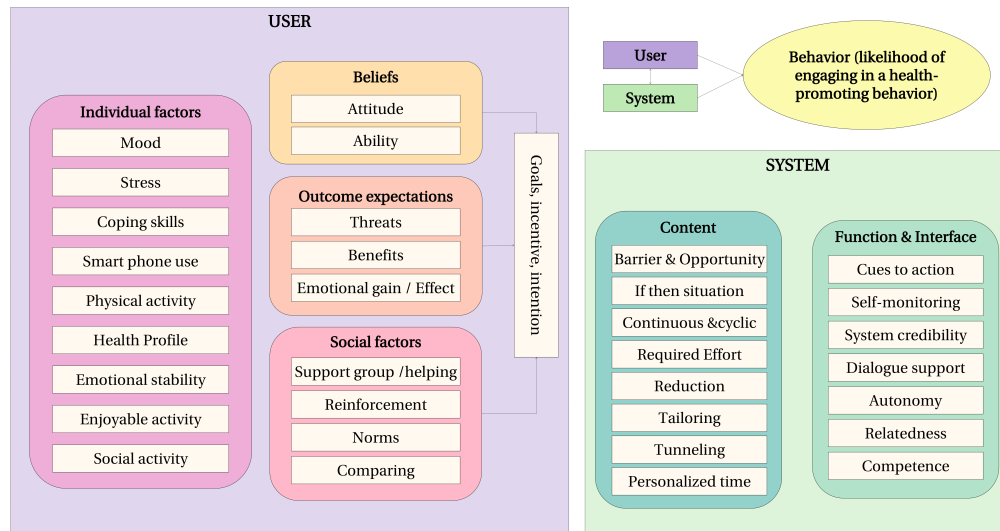 USER
Individual factors
Mood
Stress
Coping skills
Smart phone use
Physical activity
Health Profile
Emotional stability
Enjoyable activity
Social activity
Beliefs
Attitude
Ability
Outcome expectations
Threats
Benefits
Emotional gain / Effect
Social factors
Support group /helping
Reinforcement
Norms
Comparing
Goals, incentive, intention
User
System
Behavior (likelihood of
engaging in a health-
promoting behavior)
SYSTEM
Content
Barrier & Opportunity
If then situation
Continuous &cyclic
Required Effort
Reduction
Tailoring
Tunneling
Personalized time
Function & Interface
Cues to action
Self-monitoring
System credibility
Dialogue support
Autonomy
Relatedness
Competence